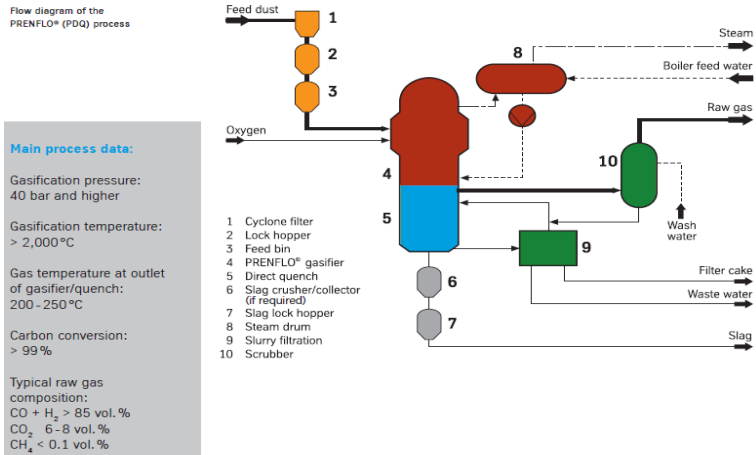 Flow diagram of the
PRENFLO® (PDQ) process
Main process data:
Gasification pressure:
40 bar and higher
Gasification temperature:
> 2,000°C
Gas temperature at outlet
of gasifier/quench:
200-250°C
Carbon conversion:
> 99%
Typical raw gas
composition:
CO + H₂ > 85 vol.%
CO₂ 6-8 vol.%
CH₄ < 0.1 vol.%
Feed dust
1
2
3
Oxygen
4
5
6
7
8
Steam
Boiler feed water
Raw gas
10
Wash
water
9
Filter cake
Waste water
Slag
1 Cyclone filter
2 Lock hopper
3 Feed bin
4 PRENFLO® gasifier
5 Direct quench
6 Slag crusher/collector
(if required)
7 Slag lock hopper
8 Steam drum
9 Slurry filtration
10 Scrubber